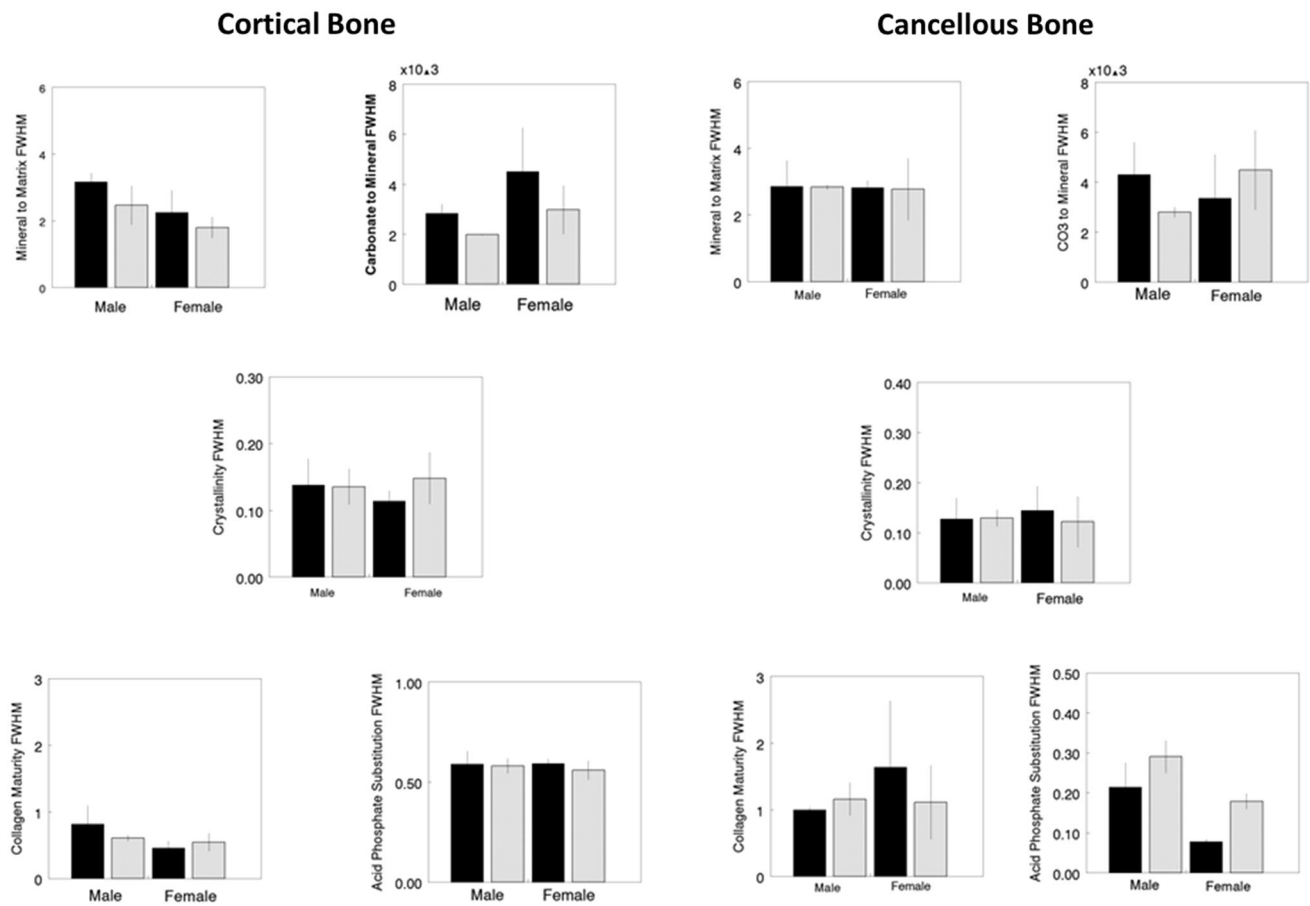 Cortical Bone
Cancellous Bone
Mineral to Matrix FWHM
6
4
2
0
Male Female
x10▴3
Carbonate to Mineral FWHM
8
6
4
2
0
Male Female
Mineral to Matrix FWHM
6
4
2
0
Male Female
x10▴3
CO3 to Mineral FWHM
8
6
4
2
0
Male Female
Crystallinity FWHM
0.30
0.20
0.10
0.00
Male Female
Crystallinity FWHM
0.40
0.30
0.20
0.10
0.00
Male Female
Collagen Maturity FWHM
3
2
1
0
Male Female
Acid Phosphate Substitution FWHM
1.00
0.50
0.00
Male Female
Collagen Maturity FWHM
3
2
1
0
Male Female
Acid Phosphate Substitution FWHM
0.50
0.40
0.30
0.20
0.10
0.00
Male Female